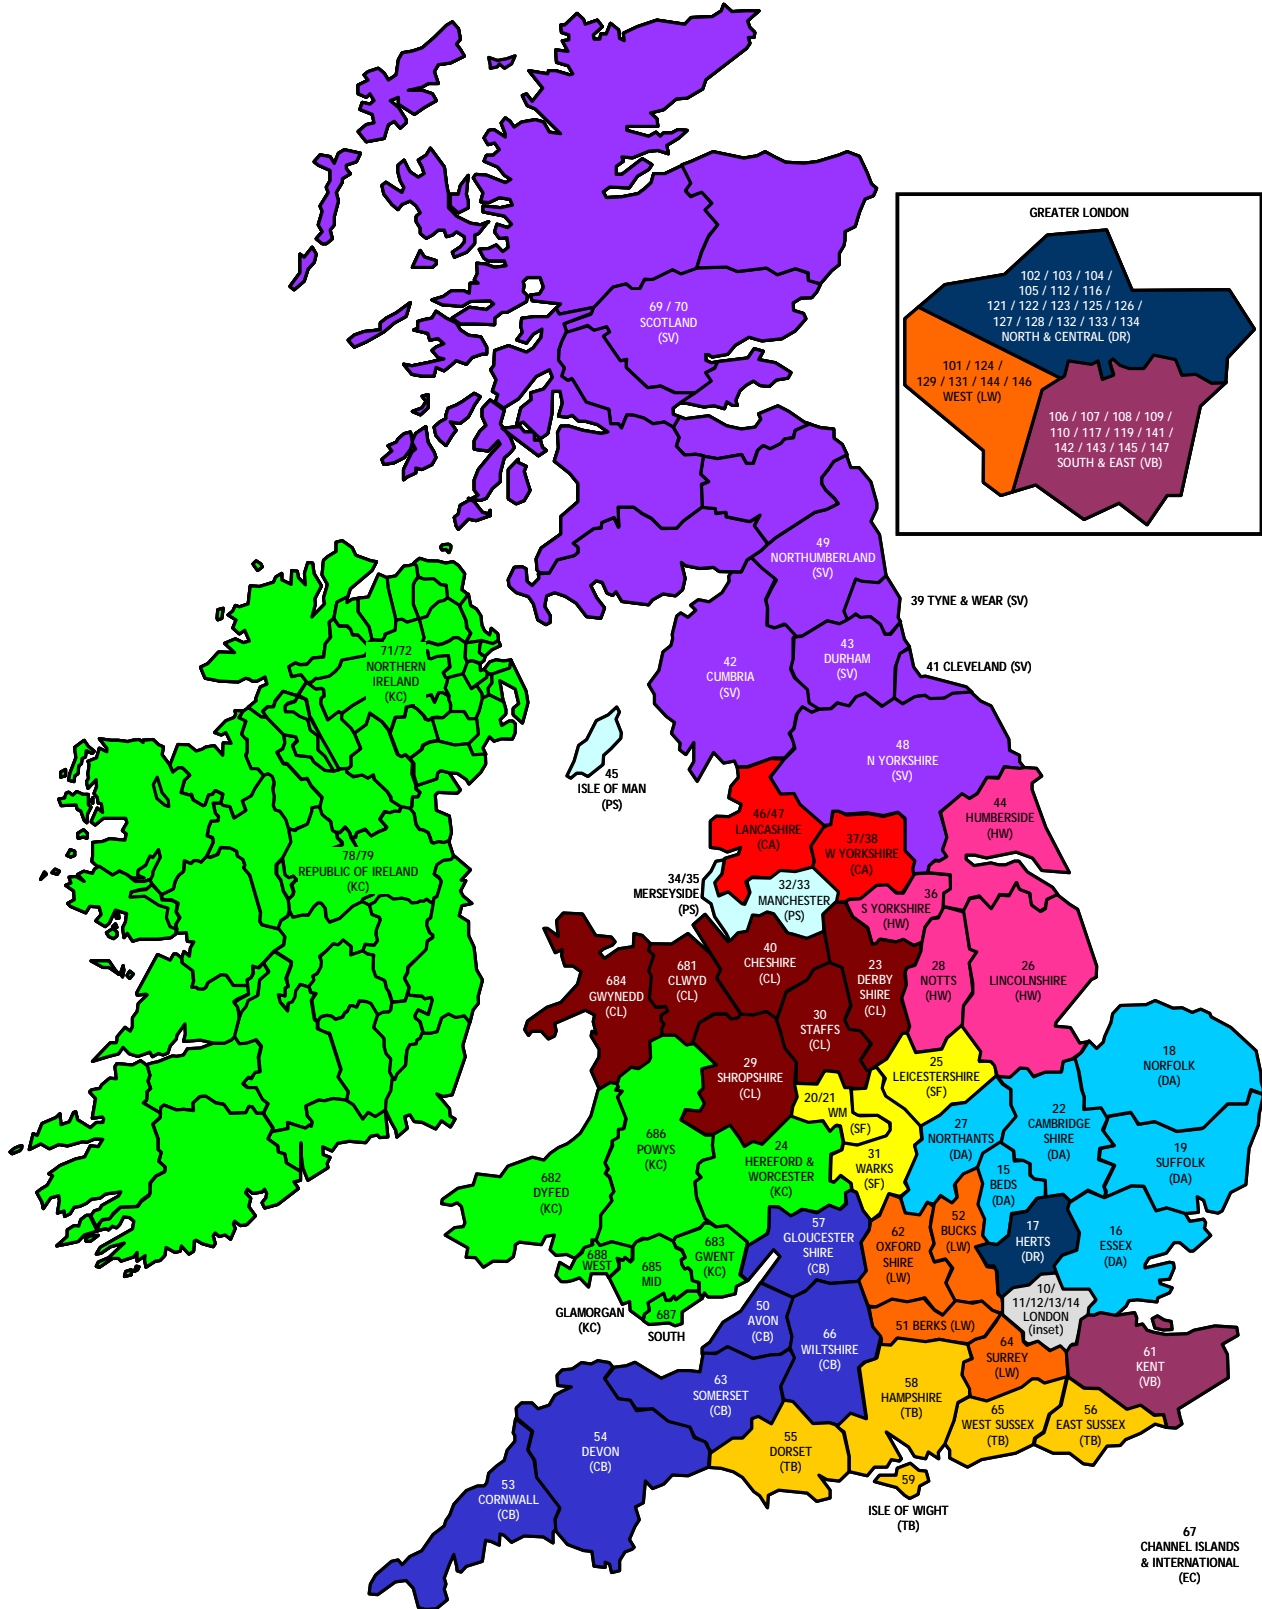 GREATER LONDON
102 / 103 / 104 /
105 / 112 / 116 /
121 / 122 / 123 / 125 / 126 /
127 / 128 / 132 / 133 / 134
NORTH & CENTRAL (DR)
101 / 124 /
129 / 131 / 144 / 146
WEST (LW)
106 / 107 / 108 / 109 /
110 / 117 / 119 / 141 /
142 / 143 / 145 / 147
SOUTH & EAST (VB)
69 / 70
SCOTLAND
(SV)
49
NORTHUMBERLAND
(SV)
39 TYNE & WEAR (SV)
43
DURHAM
(SV)
41 CLEVELAND (SV)
42
CUMBRIA
(SV)
71/72
NORTHERN
IRELAND
(KC)
48
N YORKSHIRE
(SV)
45
ISLE OF MAN
(PS)
44
HUMBERSIDE
(HW)
46/47
LANCASHIRE
(CA)
37/38
W YORKSHIRE
(CA)
78/79
REPUBLIC OF IRELAND
(KC)
34/35
MERSEYSIDE
(PS)
32/33
MANCHESTER
(PS)
36
S YORKSHIRE
(HW)
40
CHESHIRE
(CL)
681
CLWYD
(CL)
684
GWYNEDD
(CL)
23
DERBY
SHIRE
(CL)
28
NOTTS
(HW)
26
LINCOLNSHIRE
(HW)
30
STAFFS
(CL)
29
SHROPSHIRE
(CL)
25
LEICESTERSHIRE
(SF)
18
NORFOLK
(DA)
20/21
WM
(SF)
22
CAMBRIDGE
SHIRE
(DA)
27
NORTHANTS
(DA)
686
POWYS
(KC)
24
HEREFORD &
WORCESTER
(KC)
31
WARKS
(SF)
19
SUFFOLK
(DA)
15
BEDS
(DA)
682
DYFED
(KC)
57
GLOUCESTER
SHIRE
(CB)
62
OXFORD
SHIRE
(LW)
52
BUCKS
(LW)
17
HERTS
(DR)
16
ESSEX
(DA)
683
GWENT
(KC)
688
WEST
685
MID
687
SOUTH
GLAMORGAN
(KC)
10/
11/12/13/14
LONDON
(inset)
50
AVON
(CB)
51 BERKS (LW)
66
WILTSHIRE
(CB)
64
SURREY
(LW)
61
KENT
(VB)
63
SOMERSET
(CB)
58
HAMPSHIRE
(TB)
65
WEST SUSSEX
(TB)
56
EAST SUSSEX
(TB)
54
DEVON
(CB)
55
DORSET
(TB)
53
CORNWALL
(CB)
59
ISLE OF WIGHT
(TB)
67
CHANNEL ISLANDS
& INTERNATIONAL
(EC)